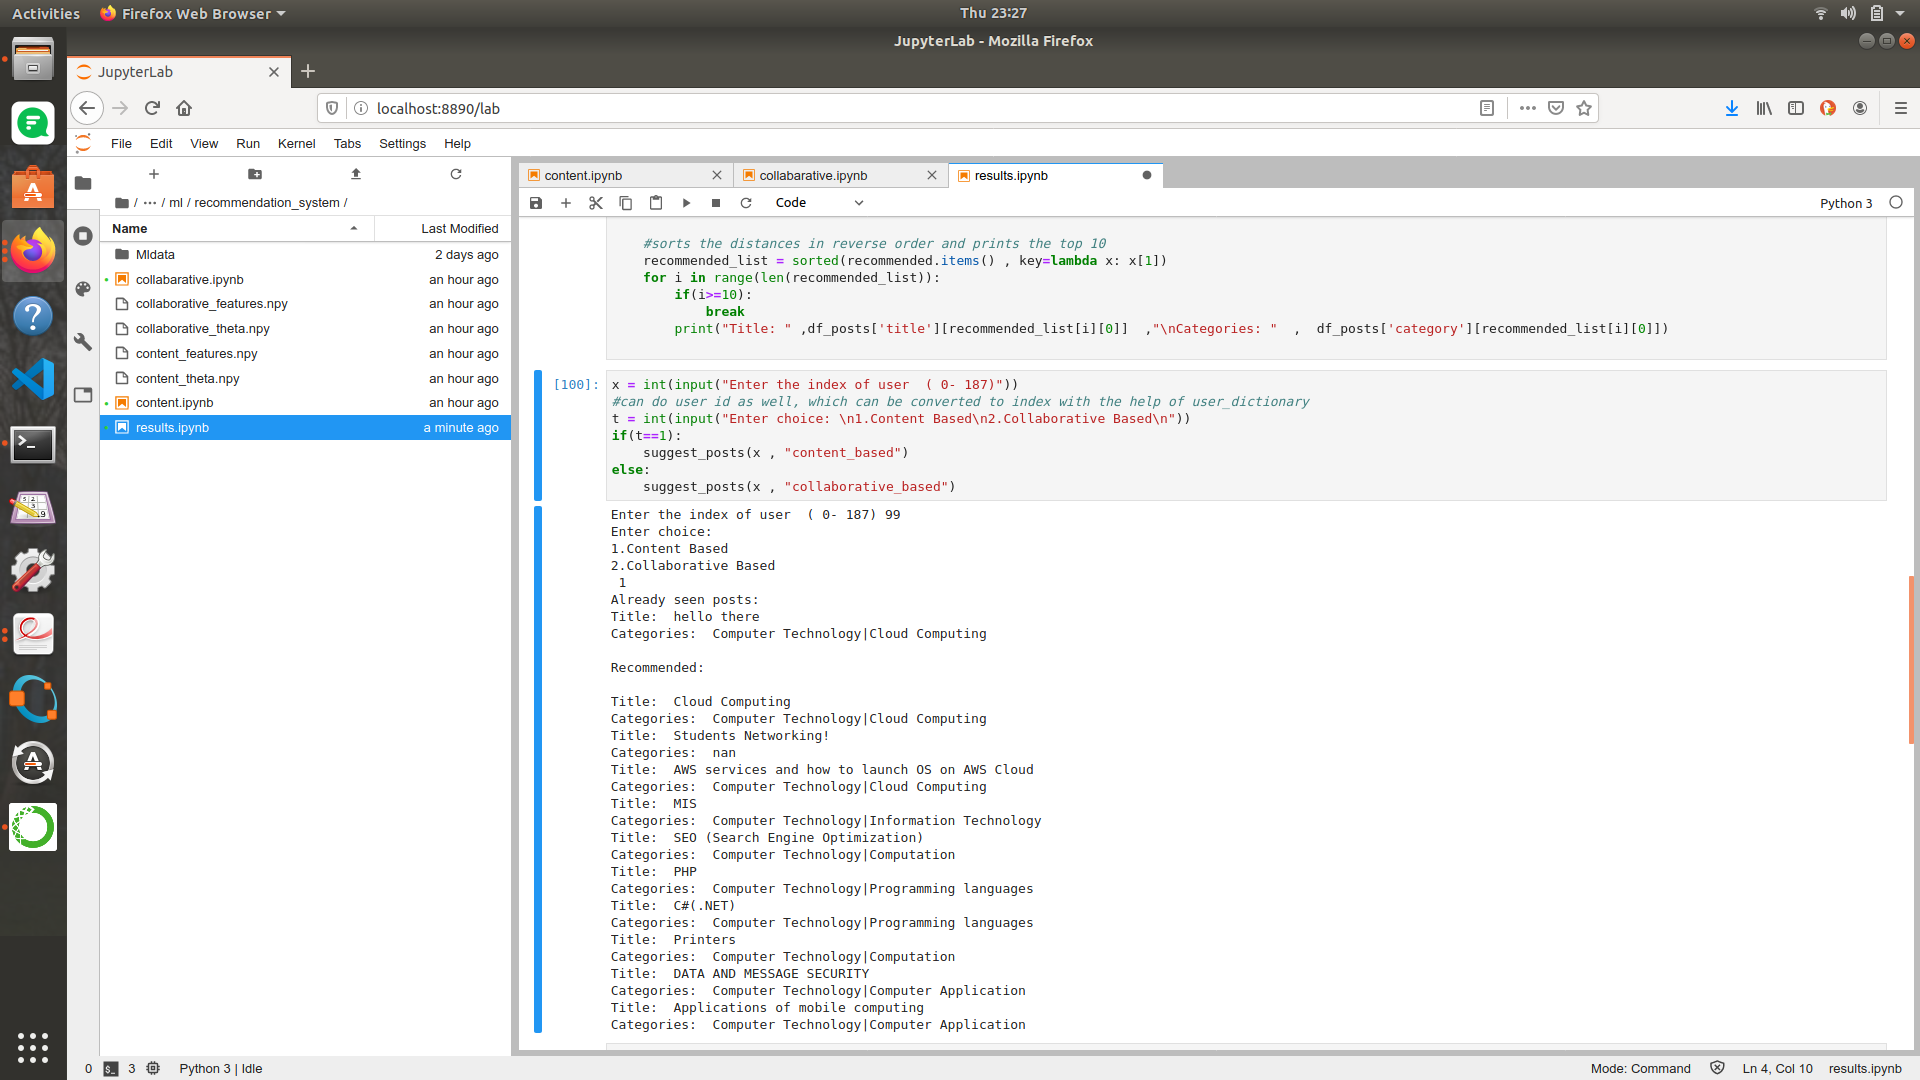 Activities
Firefox Web Browser
Thu 23:27
JupyterLab - Mozilla Firefox
JupyterLab
localhost:8890/lab
File Edit View Run Kernel Tabs Settings Help
/ ··· / ml / recommendation_system /
Name Last Modified
Mldata 2 days ago
collabarative.ipynb an hour ago
collaborative_features.npy an hour ago
collaborative_theta.npy an hour ago
content_features.npy an hour ago
content_theta.npy an hour ago
content.ipynb an hour ago
results.ipynb a minute ago
content.ipynb
collabarative.ipynb
results.ipynb
Code
Python 3
#sorts the distances in reverse order and prints the top 10
recommended_list = sorted(recommended.items() , key=lambda x: x[1])
for i in range(len(recommended_list)):
if(i>=10):
break
print("Title: " ,df_posts['title'][recommended_list[i][0]] ,"\nCategories: " , df_posts['category'][recommended_list[i][0]])
[100]: x = int(input("Enter the index of user ( 0- 187)"))
#can do user id as well, which can be converted to index with the help of user_dictionary
t = int(input("Enter choice: \n1.Content Based\n2.Collaborative Based\n"))
if(t==1):
suggest_posts(x , "content_based")
else:
suggest_posts(x , "collaborative_based")
Enter the index of user ( 0- 187) 99
Enter choice:
1.Content Based
2.Collaborative Based
1
Already seen posts:
Title: hello there
Categories: Computer Technology|Cloud Computing
Recommended:
Title: Cloud Computing
Categories: Computer Technology|Cloud Computing
Title: Students Networking!
Categories: nan
Title: AWS services and how to launch OS on AWS Cloud
Categories: Computer Technology|Cloud Computing
Title: MIS
Categories: Computer Technology|Information Technology
Title: SEO (Search Engine Optimization)
Categories: Computer Technology|Computation
Title: PHP
Categories: Computer Technology|Programming languages
Title: C#(.NET)
Categories: Computer Technology|Programming languages
Title: Printers
Categories: Computer Technology|Computation
Title: DATA AND MESSAGE SECURITY
Categories: Computer Technology|Computer Application
Title: Applications of mobile computing
Categories: Computer Technology|Computer Application
0 3 Python 3 | Idle
Mode: Command Ln 4, Col 10 results.ipynb